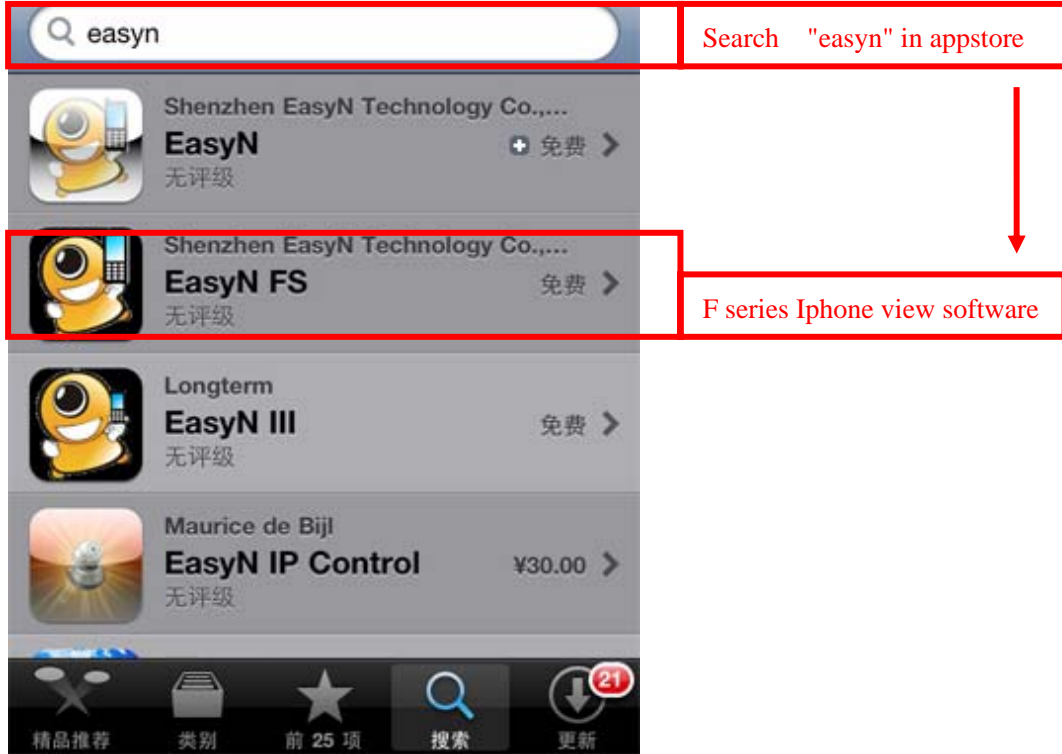 easyn
Search "easyn" in appstore
Shenzhen EasyN Technology Co.,...
EasyN
免费
无评级
Shenzhen EasyN Technology Co.,...
EasyN FS
免费
无评级
F series Iphone view software
Longterm
EasyN III
免费
无评级
Maurice de Bijl
EasyN IP Control
¥30.00
无评级
21
精品推荐 类别 前 25 项 搜索 更新